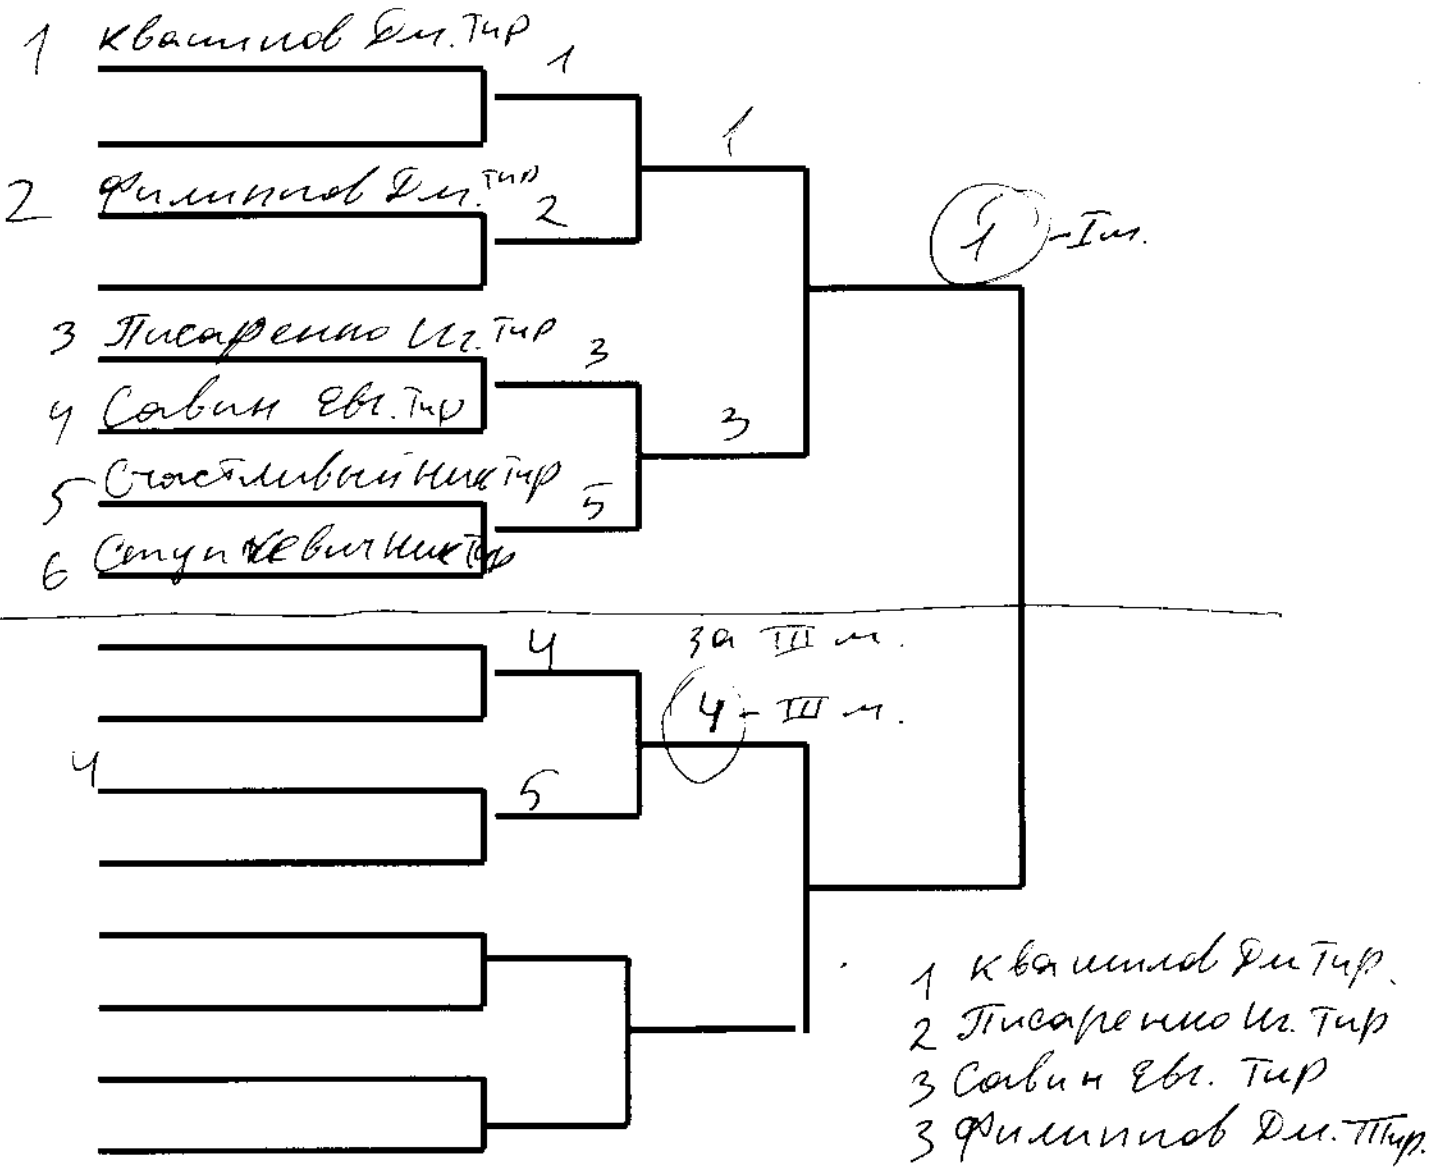 1 Квашилов Дм. Тир
1
1
2 Филиппов Дм. Тир
2
1 - I м.
3 Писаренко Иг. Тир
3
4 Савин Евг. Тир
3
5 Счастливый Ник Тир
5
6 Ступкевич Ник Тир
4
за III м.
4 - III м.
4
5
1 Квашилов Дм Тир.
2 Писаренко Иг. Тир
3 Савин Евг. Тир
3 Филиппов Дм. Тир.